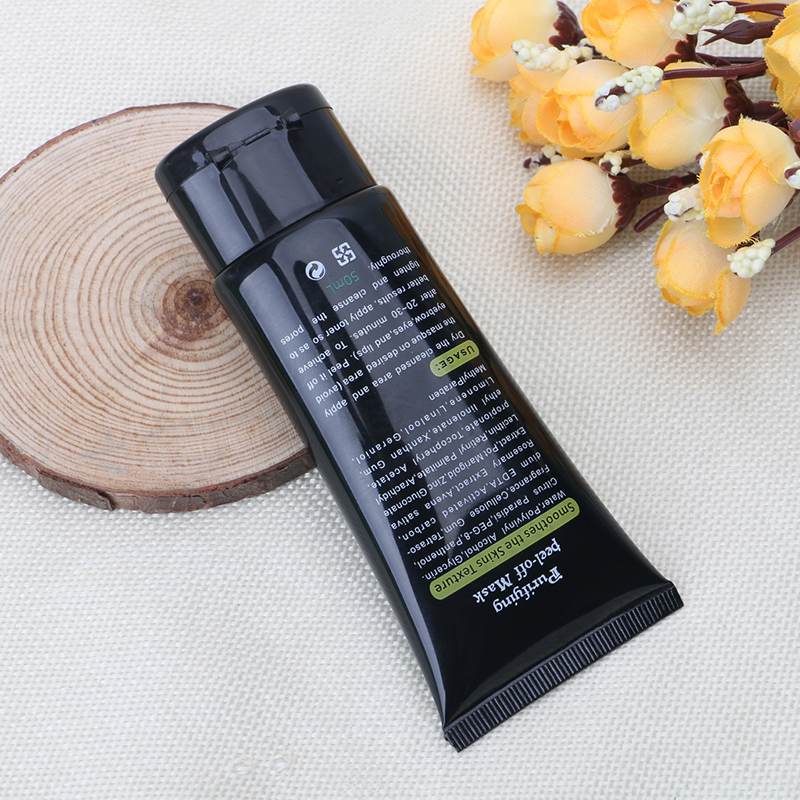 Purifying
peel-off Mask
Smoothes the Skins Texture
Water,Polyvinyl Alcohol,Glycerin.
Citrus Paradisi,PEG-8,Panthenol,
Fragrance,Cellulose Gum,Tetraso-
dium EDTA Activated carbon,
Rosemary Extract,Avena sativa
Extract,Pol,Marigold,Zinc Gluconate
Lecithin,Retinyl Palmitate,Arachidyl
propionate, Tocopheryl Acetate,
ethyl linolenate,Xanthan Gum,
Limonene,Linalool,Geraniol,
MethylParaben
USAGE:
Dry the cleansed area and apply
the masque on desired area (avoid
eyebrow,eyes,and lips). Peel it off
after 20-30 minutes. To achieve
better results, apply toner so as to
tighten and cleanse the pores
thoroughly.
50mL